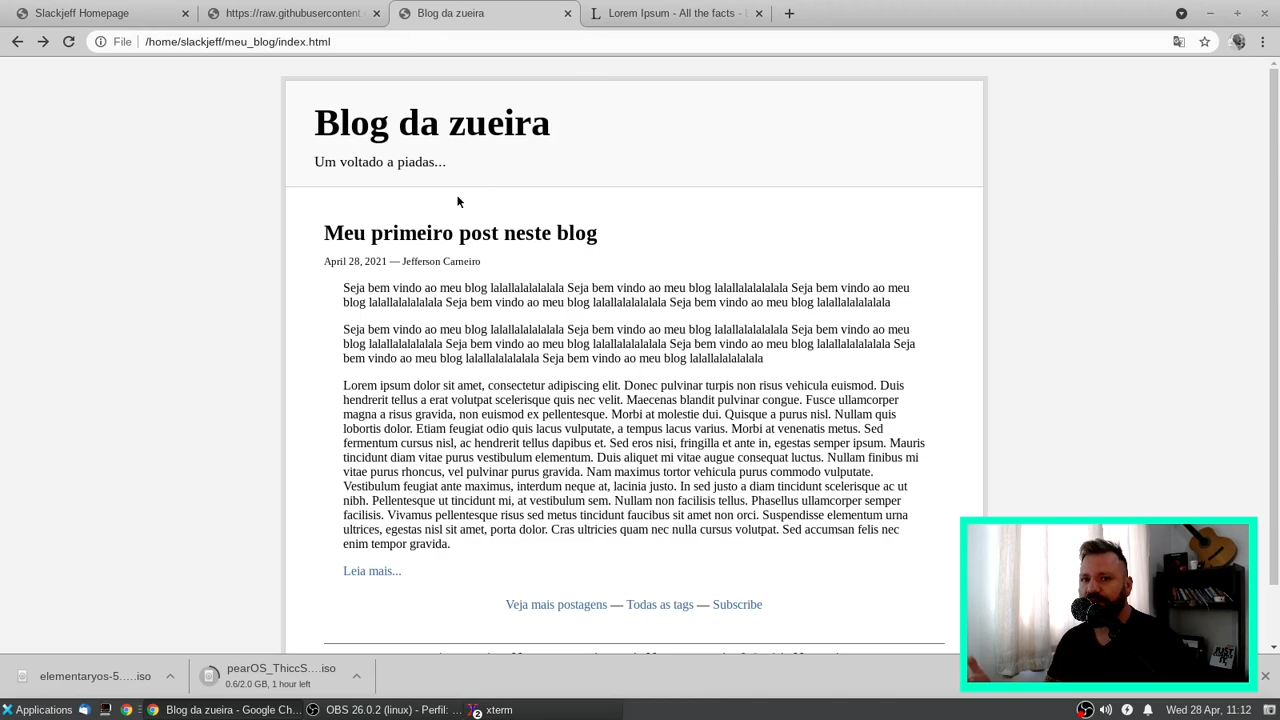 Slackjeff Homepage
https://raw.githubusercontent
Blog da zueira
Lorem Ipsum - All the facts -
File /home/slackjeff/meu_blog/index.html
Blog da zueira
Um voltado a piadas...
Meu primeiro post neste blog
April 28, 2021 — Jefferson Carneiro
Seja bem vindo ao meu blog lalallalalalalala Seja bem vindo ao meu blog lalallalalalalala Seja bem vindo ao meu
blog lalallalalalalala Seja bem vindo ao meu blog lalallalalalalala Seja bem vindo ao meu blog lalallalalalalala
Seja bem vindo ao meu blog lalallalalalalala Seja bem vindo ao meu blog lalallalalalalala Seja bem vindo ao meu
blog lalallalalalalala Seja bem vindo ao meu blog lalallalalalalala Seja bem vindo ao meu blog lalallalalalalala Seja
bem vindo ao meu blog lalallalalalalala Seja bem vindo ao meu blog lalallalalalalala
Lorem ipsum dolor sit amet, consectetur adipiscing elit. Donec pulvinar turpis non risus vehicula euismod. Duis
hendrerit tellus a erat volutpat scelerisque quis nec velit. Maecenas blandit pulvinar congue. Fusce ullamcorper
magna a risus gravida, non euismod ex pellentesque. Morbi at molestie dui. Quisque a purus nisl. Nullam quis
lobortis dolor. Etiam feugiat odio quis lacus vulputate, a tempus lacus varius. Morbi at venenatis metus. Sed
fermentum cursus nisl, ac hendrerit tellus dapibus et. Sed eros nisi, fringilla et ante in, egestas semper ipsum. Mauris
tincidunt diam vitae purus vestibulum elementum. Duis aliquet mi vitae augue consequat luctus. Nullam finibus mi
vitae purus rhoncus, vel pulvinar purus gravida. Nam maximus tortor vehicula purus commodo vulputate.
Vestibulum feugiat ante maximus, interdum neque at, lacinia justo. In sed justo a diam tincidunt scelerisque ac ut
nibh. Pellentesque ut tincidunt mi, at vestibulum sem. Nullam non facilisis tellus. Phasellus ullamcorper semper
facilisis. Vivamus pellentesque risus sed metus tincidunt faucibus sit amet non orci. Suspendisse elementum urna
ultrices, egestas nisl sit amet, porta dolor. Cras ultricies quam nec nulla cursus volutpat. Sed accumsan felis nec
enim tempor gravida.
Leia mais...
Veja mais postagens — Todas as tags — Subscribe
elementaryos-5.....iso
pearOS_ThiccS....iso
0.6/2.0 GB, 1 hour left
Applications
Blog da zueira - Google Ch...
OBS 26.0.2 (linux) - Perfil: ...
2 xterm
Wed 28 Apr, 11:12